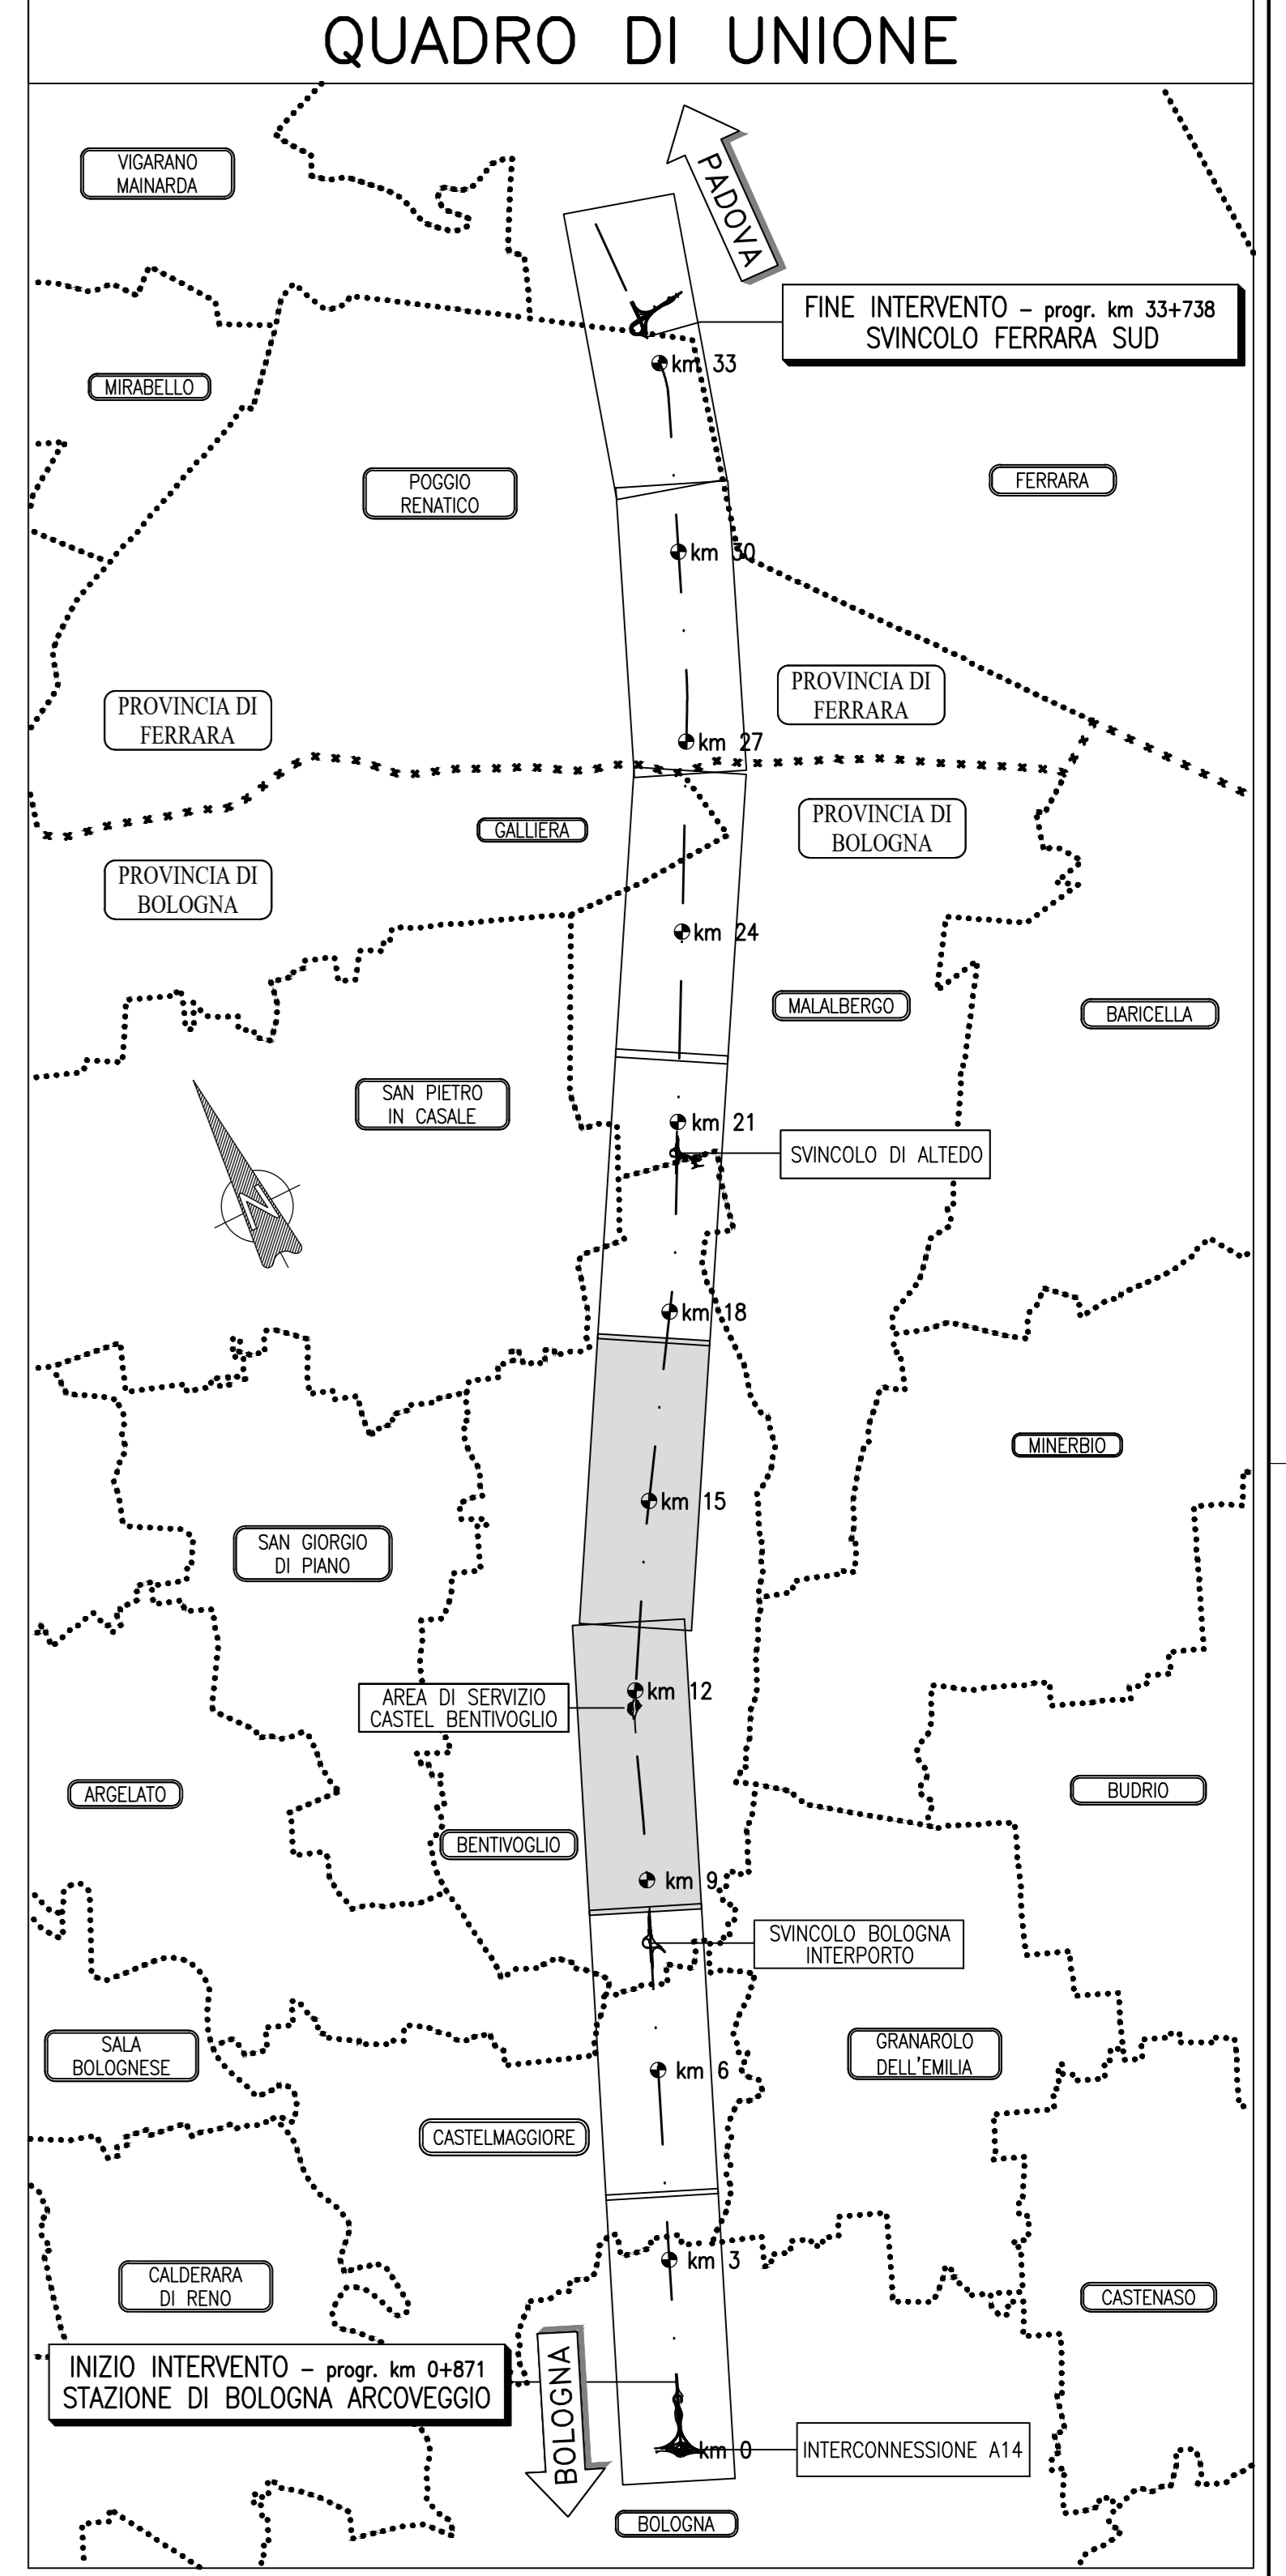 QUADRO DI UNIONE
VIGARANO
MAINARDA
PADOVA
FINE INTERVENTO – progr. km 33+738
SVINCOLO FERRARA SUD
km 33
MIRABELLO
POGGIO
RENATICO
FERRARA
km 30
PROVINCIA DI
FERRARA
PROVINCIA DI
FERRARA
km 27
GALLIERA
PROVINCIA DI
BOLOGNA
PROVINCIA DI
BOLOGNA
km 24
MALALBERGO
BARICELLA
SAN PIETRO
IN CASALE
km 21
SVINCOLO DI ALTEDO
N
km 18
MINERBIO
km 15
SAN GIORGIO
DI PIANO
km 12
AREA DI SERVIZIO
CASTEL BENTIVOGLIO
ARGELATO
BUDRIO
BENTIVOGLIO
km 9
SVINCOLO BOLOGNA
INTERPORTO
SALA
BOLOGNESE
GRANAROLO
DELL'EMILIA
km 6
CASTELMAGGIORE
km 3
CALDERARA
DI RENO
CASTENASO
INIZIO INTERVENTO – progr. km 0+871
STAZIONE DI BOLOGNA ARCOVEGGIO
BOLOGNA
km 0
INTERCONNESSIONE A14
BOLOGNA